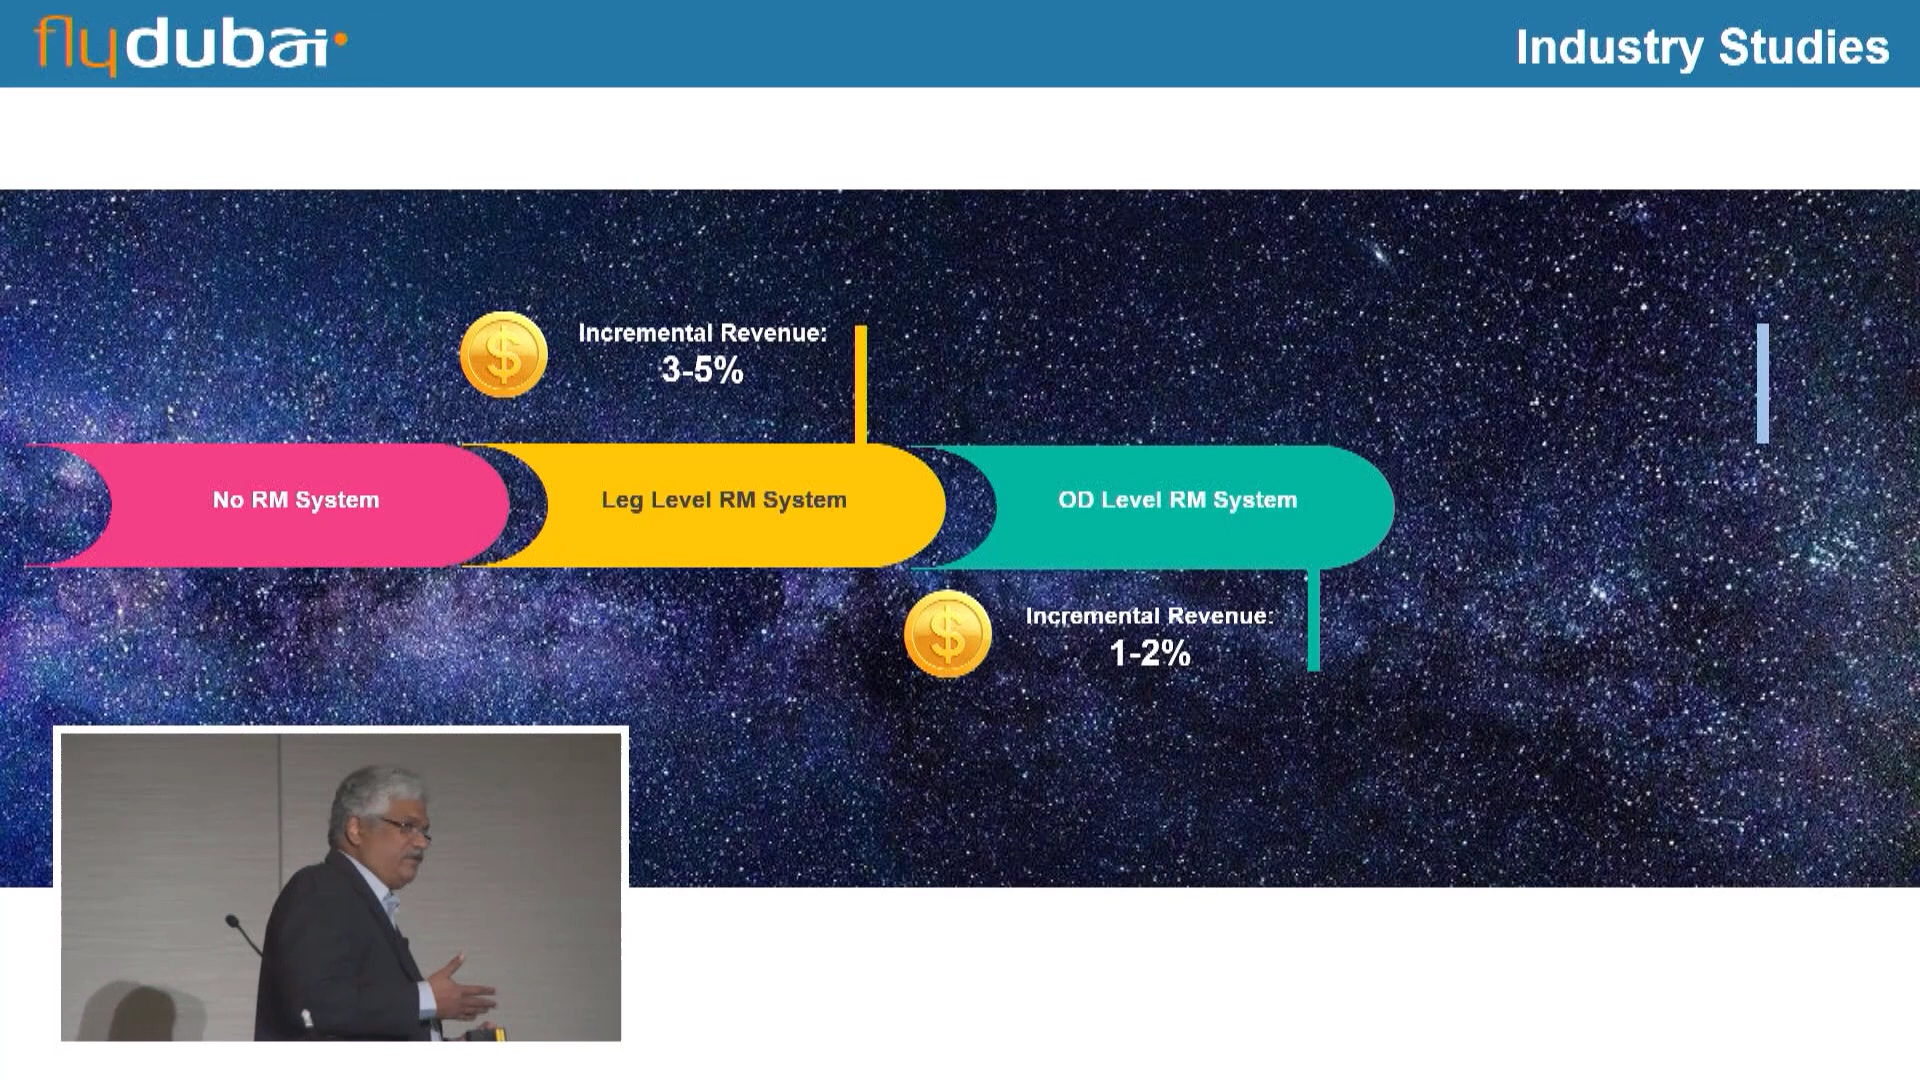 flydubai
Industry Studies
Incremental Revenue:
3-5%
No RM System
Leg Level RM System
OD Level RM System
Incremental Revenue:
1-2%